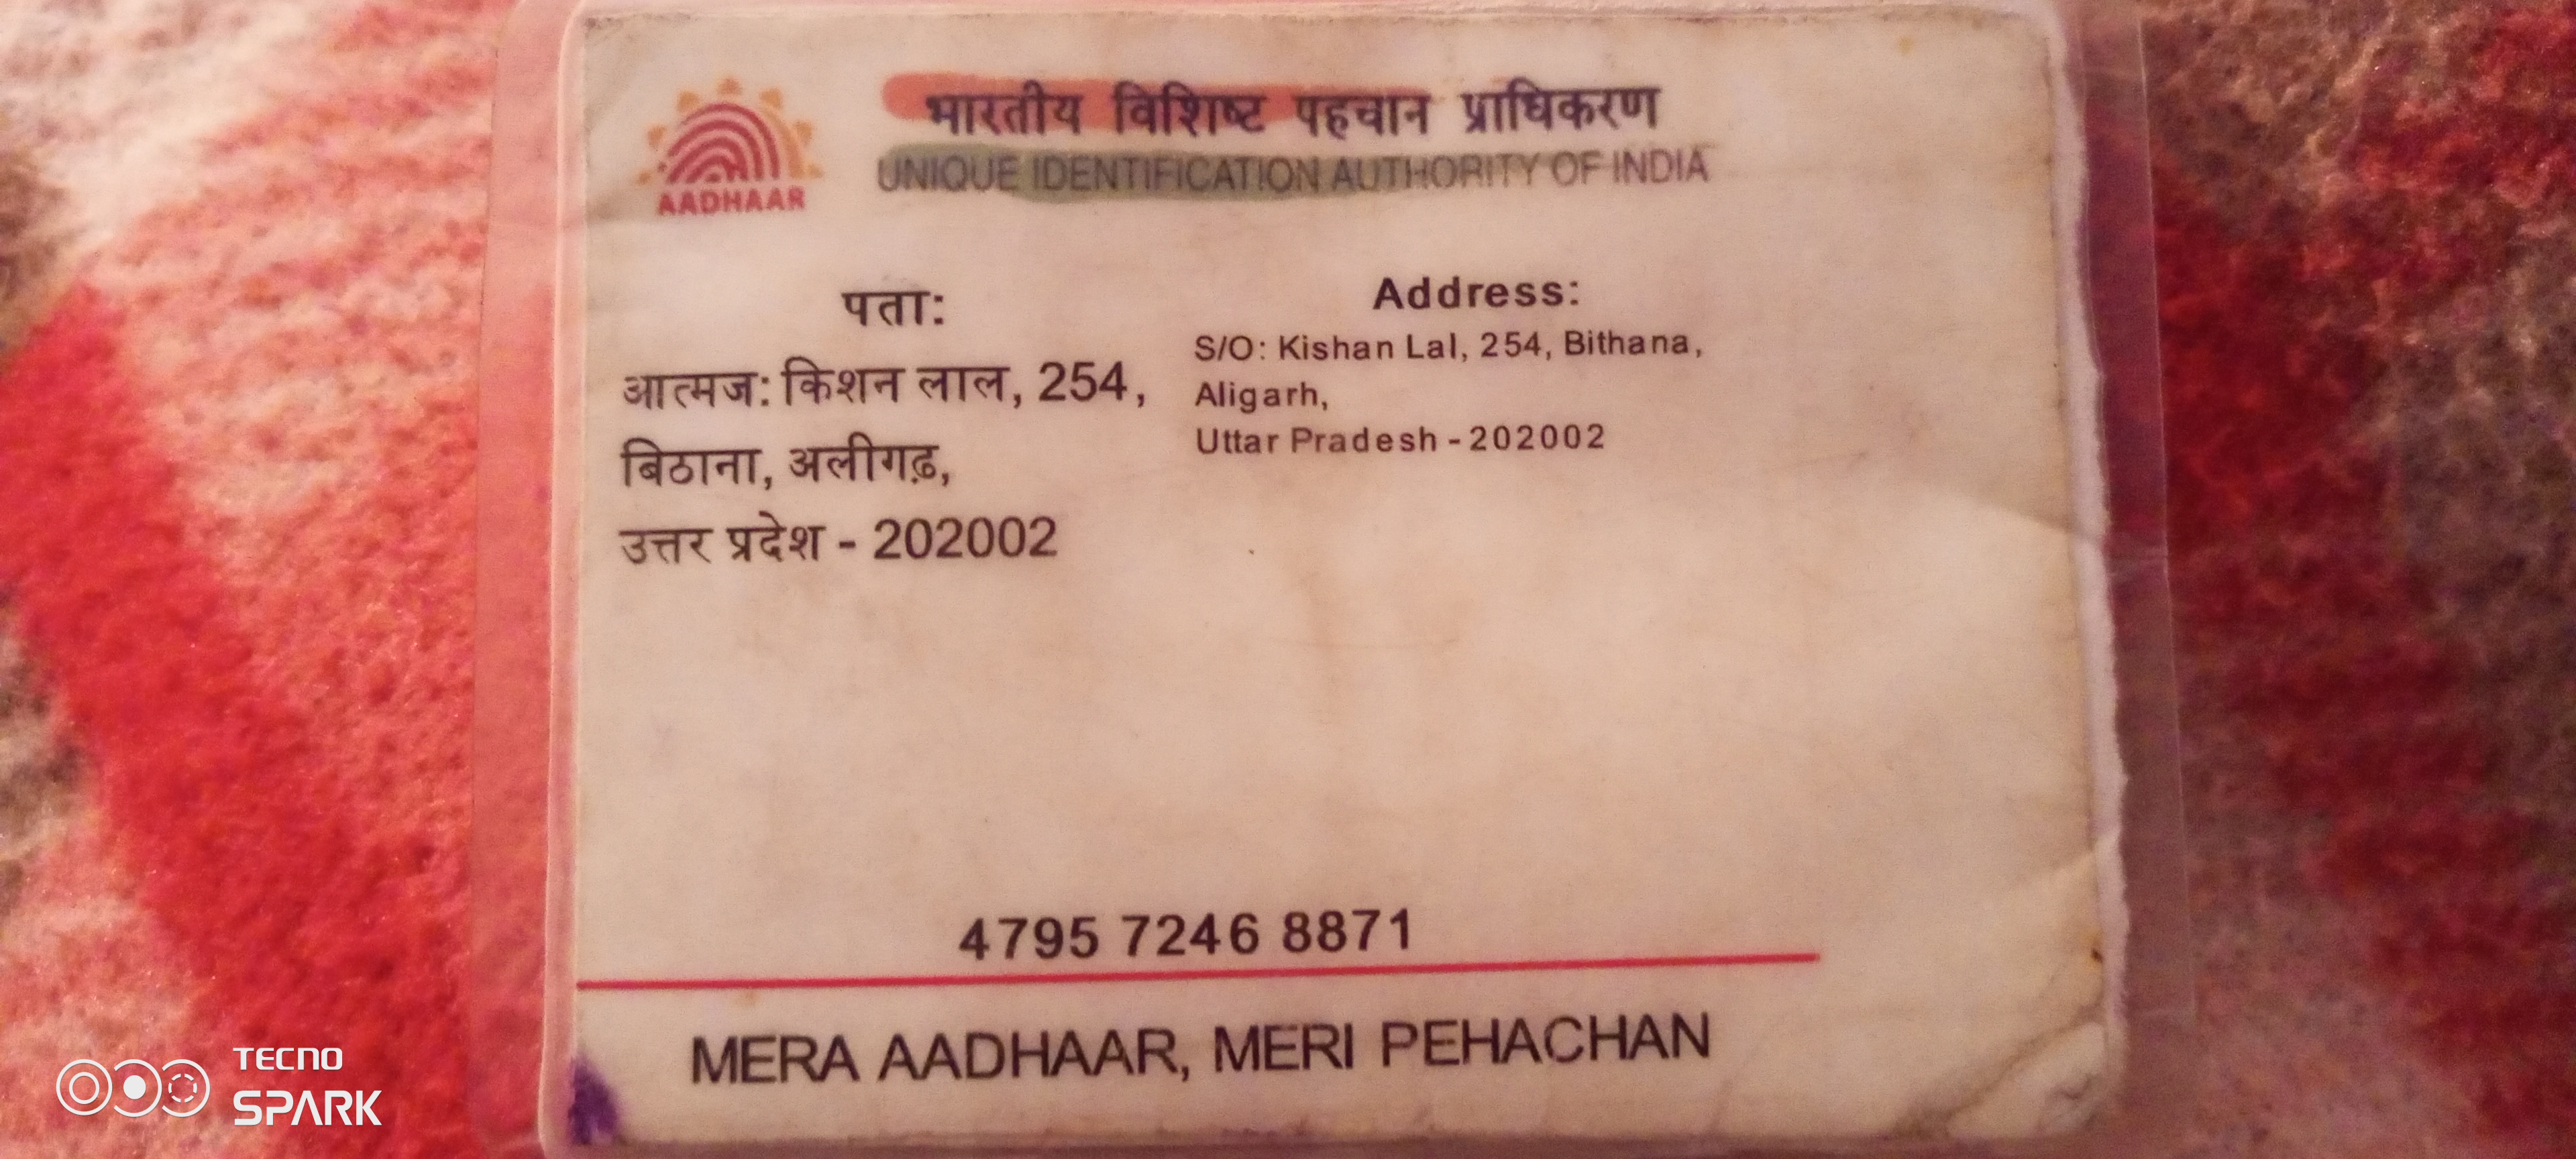 भारतीय विशिष्ट पहचान प्राधिकरण
UNIQUE IDENTIFICATION AUTHORITY OF INDIA
AADHAAR
पता:
आत्मज: किशन लाल, 254,
बिठाना, अलीगढ़,
उत्तर प्रदेश - 202002
Address:
S/O: Kishan Lal, 254, Bithana,
Aligarh,
Uttar Pradesh - 202002
4795 7246 8871
MERA AADHAAR, MERI PEHACHAN
TECNO
SPARK